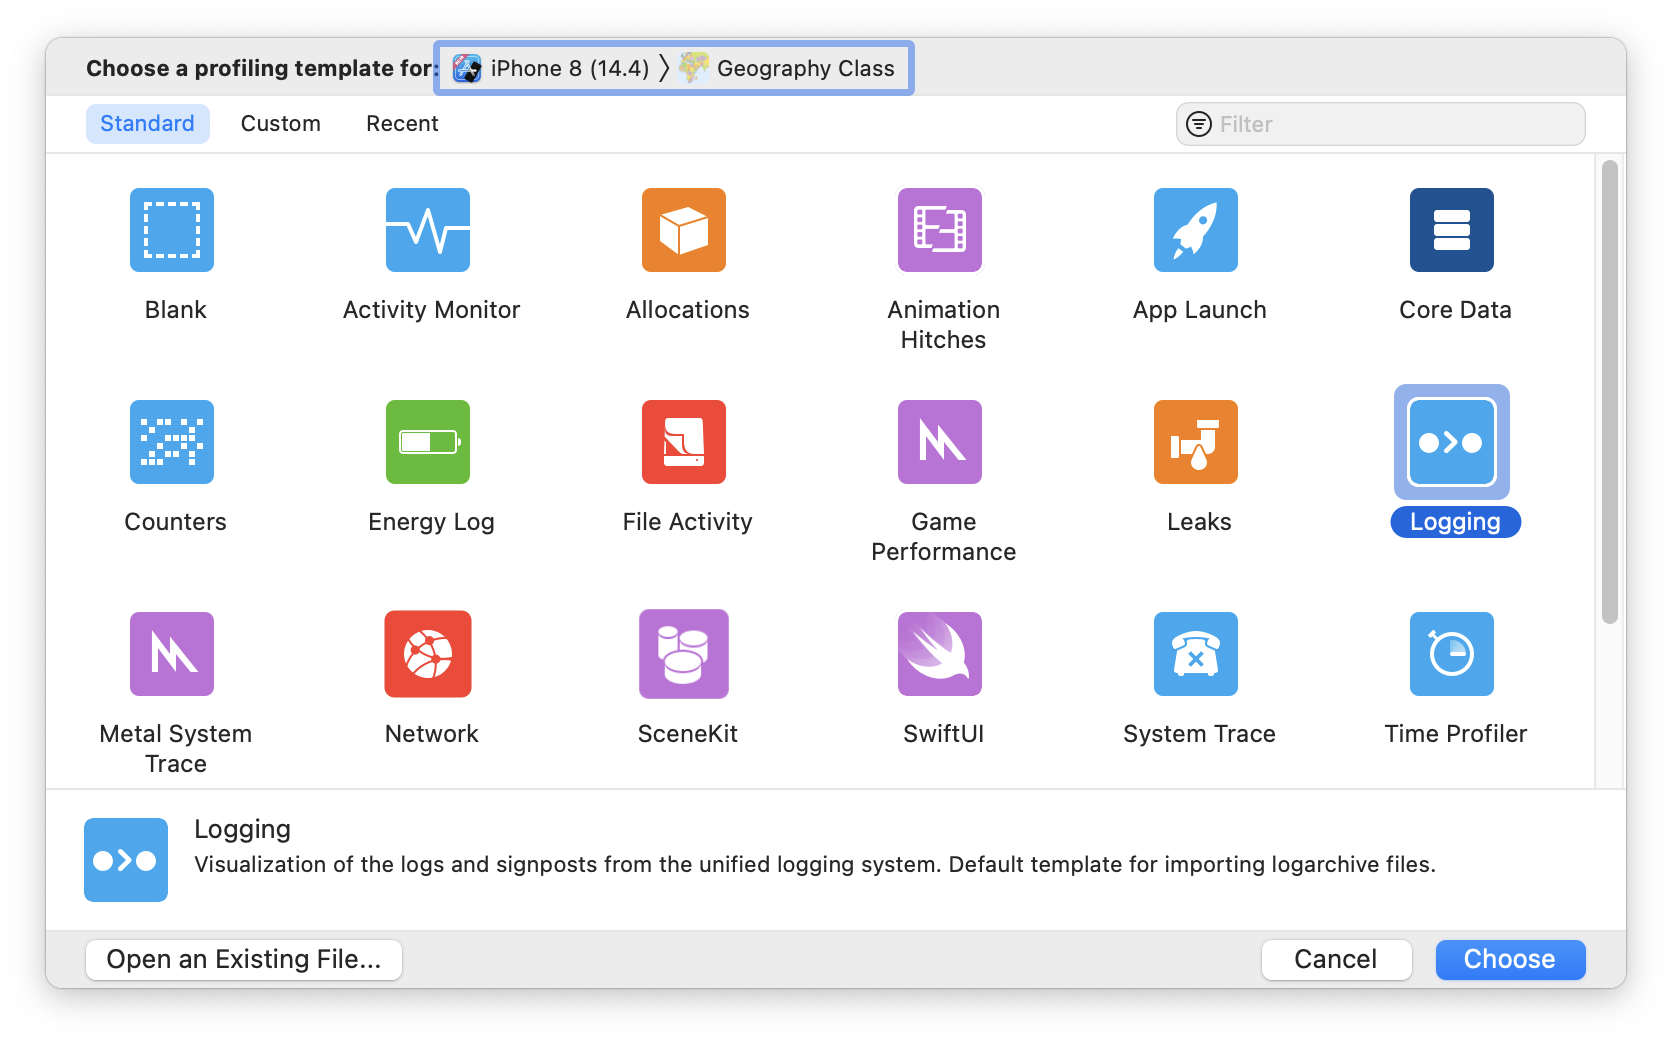 Choose a profiling template for: iPhone 8 (14.4) 〉 Geography Class
Standard Custom Recent Filter
Blank Activity Monitor Allocations Animation Hitches App Launch Core Data
Counters Energy Log File Activity Game Performance Leaks Logging
Metal System Trace Network SceneKit SwiftUI System Trace Time Profiler
Logging
Visualization of the logs and signposts from the unified logging system. Default template for importing logarchive files.
Open an Existing File... Cancel Choose